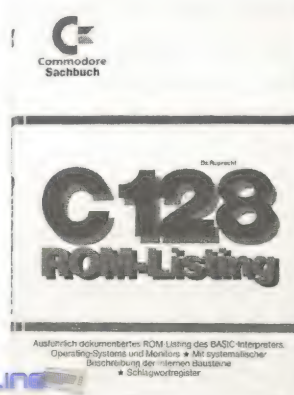 Commodore
Sachbuch
Dr. Ruprecht
C128
ROM-Listing
Ausführlich dokumentiertes ROM-Listing des BASIC-Interpreters,
Operating-Systems und Monitors ★ Mit systematischer
Beschreibung der internen Bausteine
★ Schlagwortregister